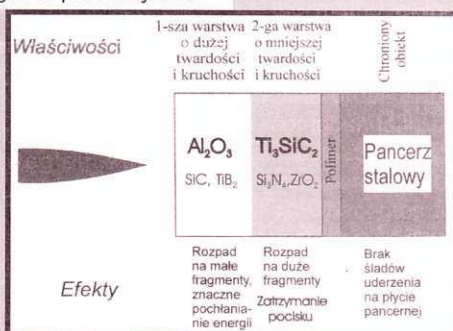 Właściwości
1-sza warstwa
o dużej
twardości
i kruchości
2-ga warstwa
o mniejszej
twardości
i kruchości
Chroniony
obiekt
Al₂O₃
SiC, TiB₂
Ti₃SiC₂
Si₃N₄,ZrO₂
Polimer
Pancerz
stalowy
Efekty
Rozpad
na małe
fragmenty,
znaczne
pochłania-
nie energii
Rozpad
na duże
fragmenty
Zatrzymanie
pocisku
Brak
śladów
uderzenia
na płycie
pancernej